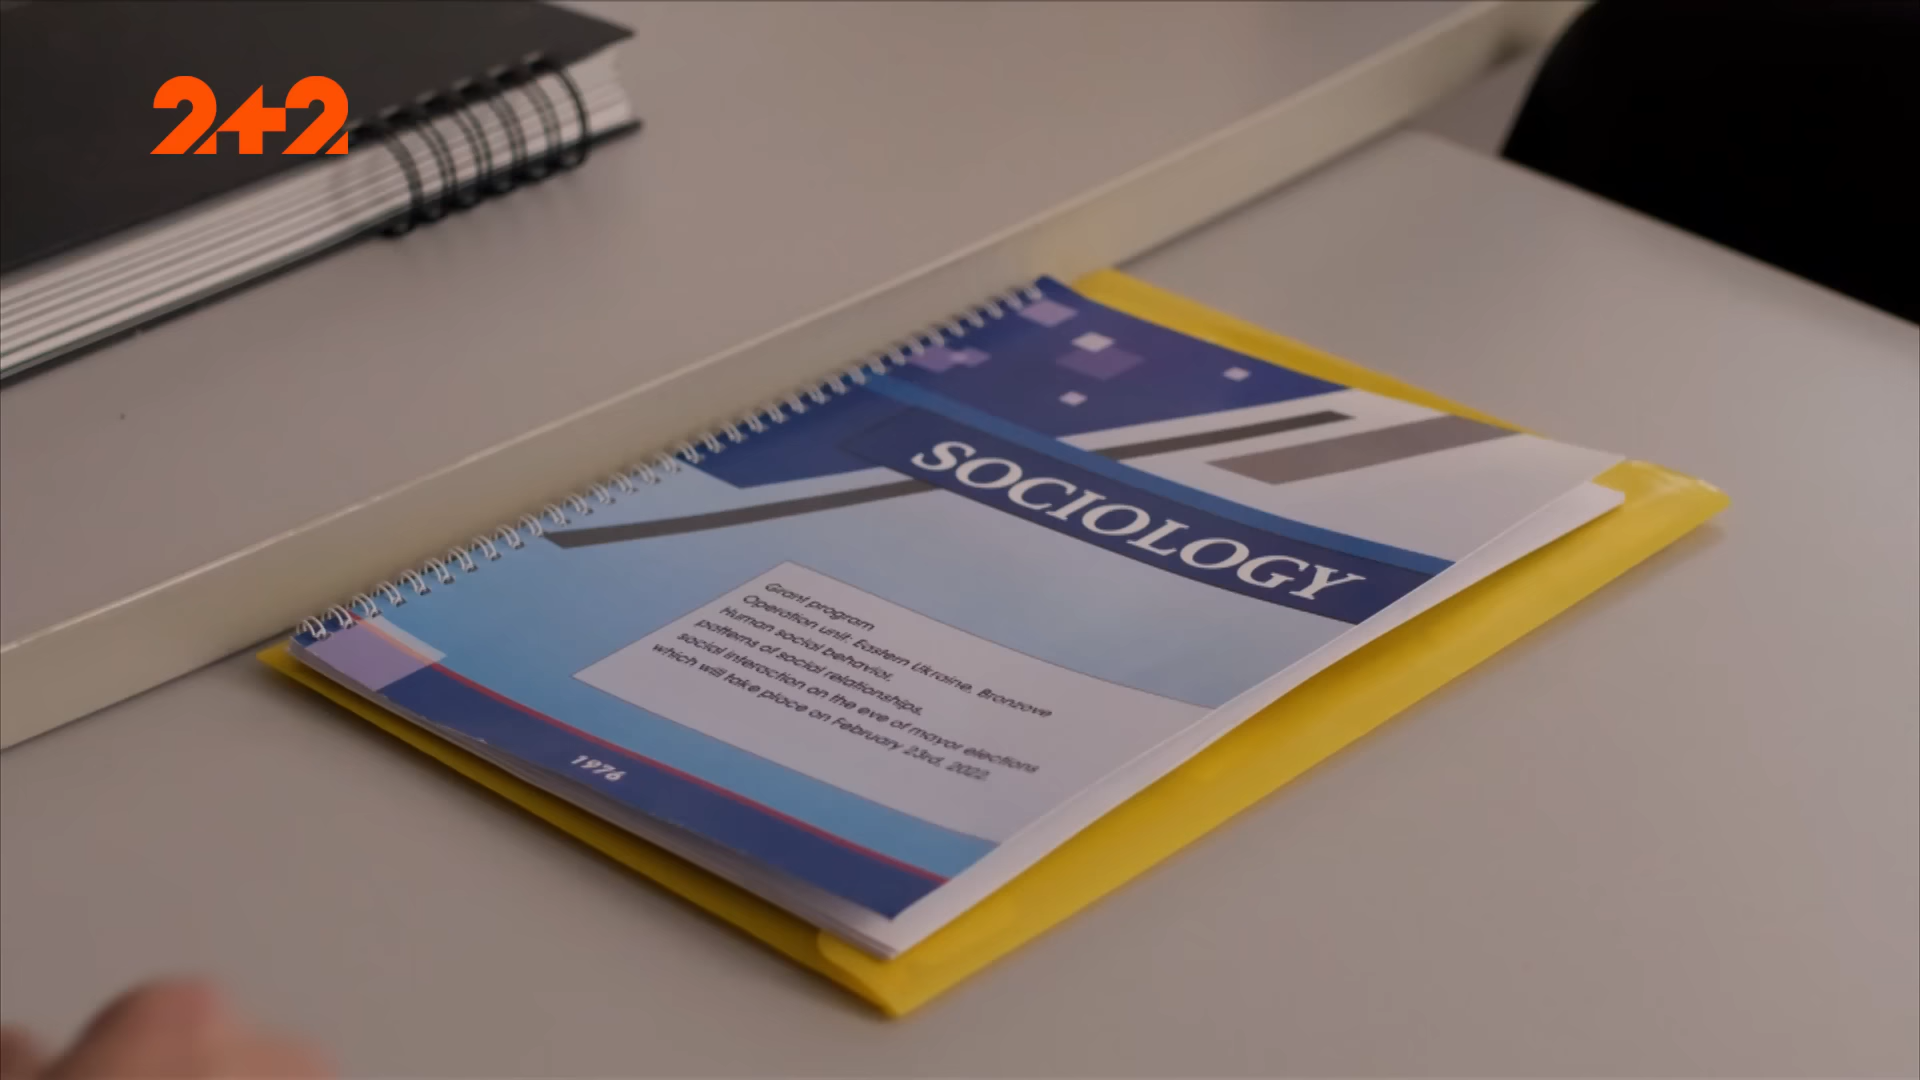 2+2
SOCIOLOGY
Grant program
Operation unit: Eastern Ukraine, Bronzove
Human social behavior,
patterns of social relationships,
social interaction on the eve of mayor elections
which will take place on February 23rd, 2022.
1976